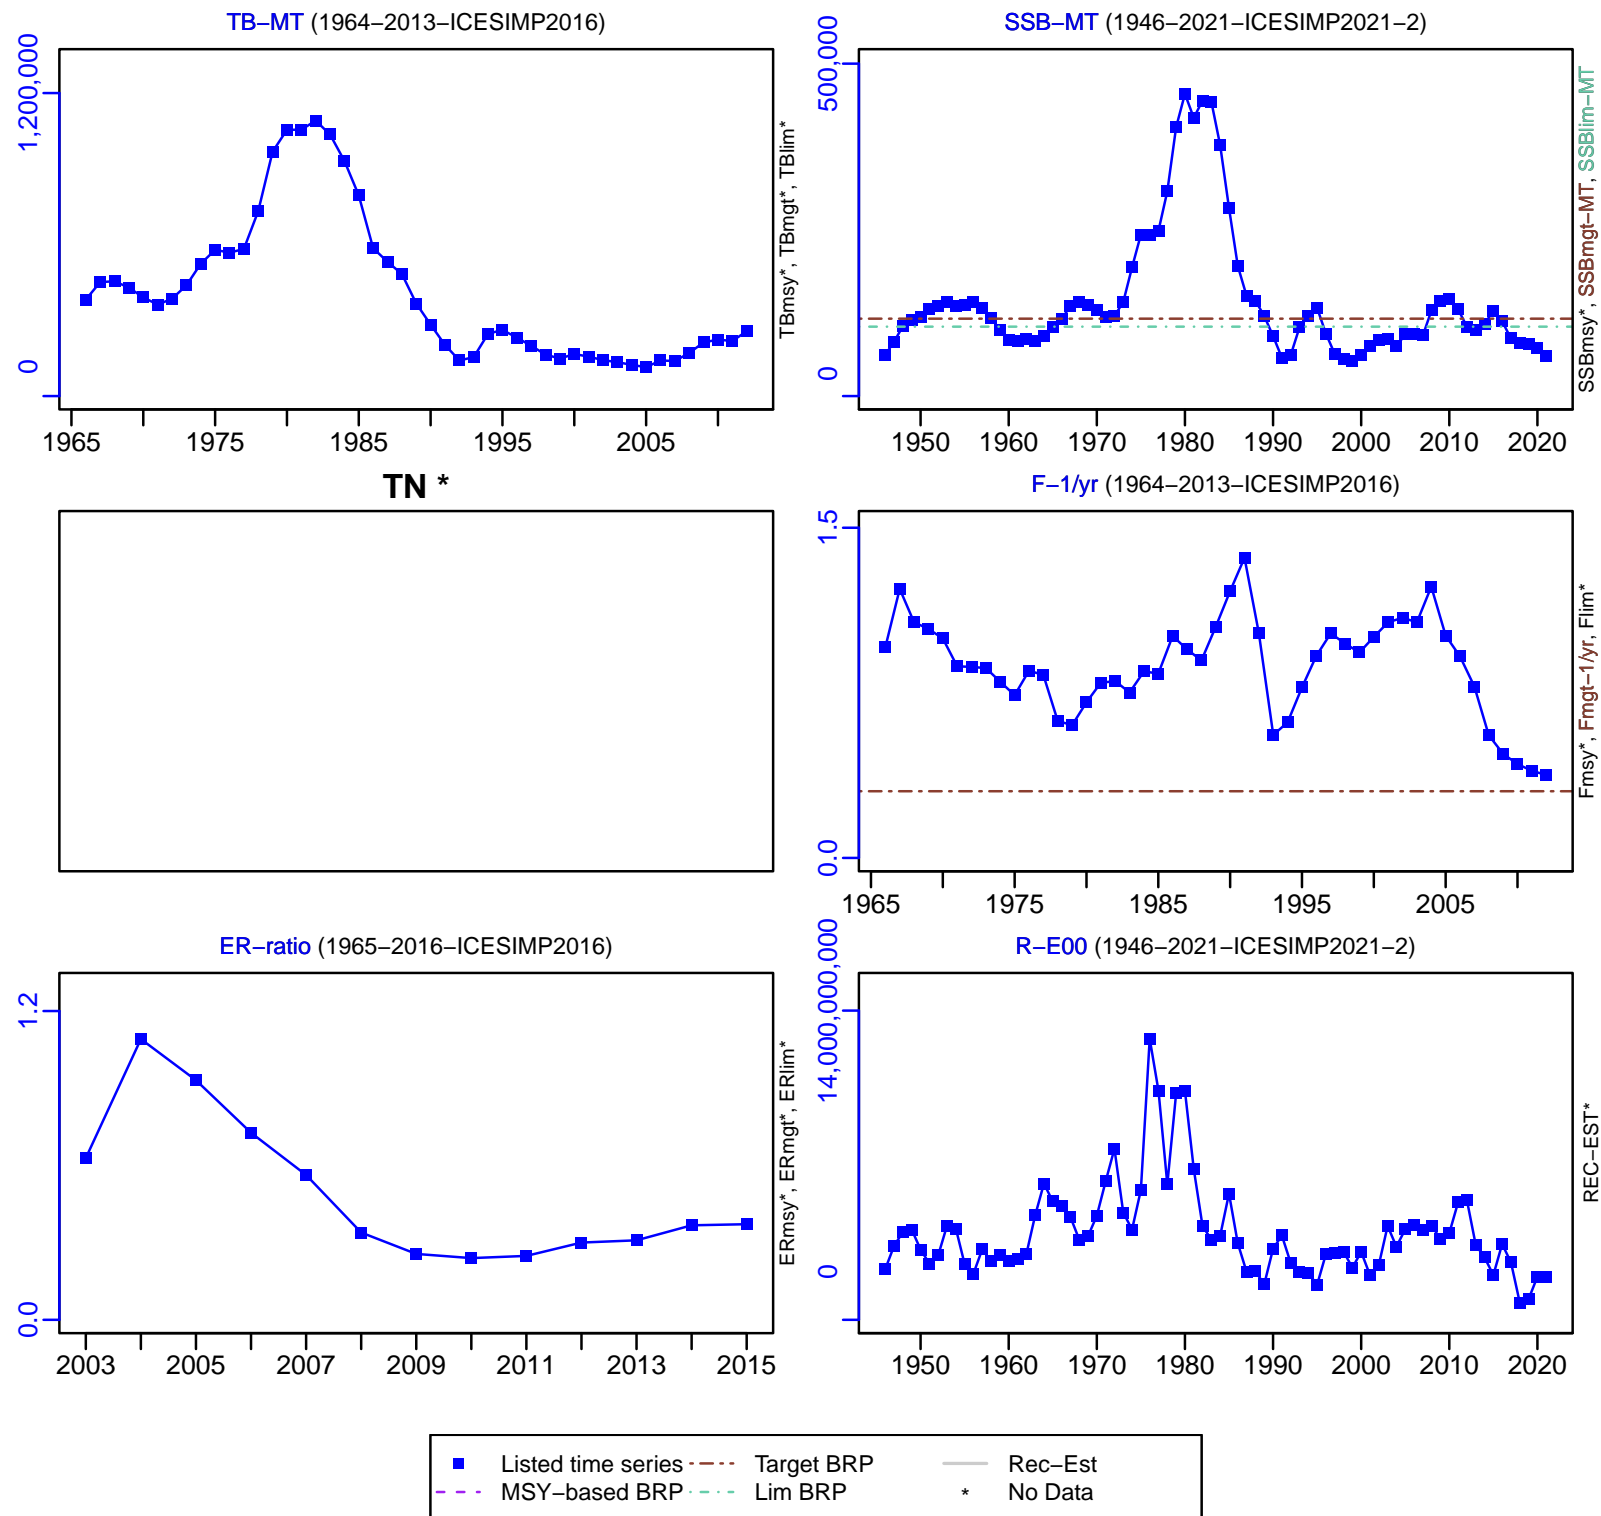 TB−MT (1964−2013−ICESIMP2016)
1,200,000
0
1965 1975 1985 1995 2005
TBmsy*, TBmgt*, TBlim*
SSB−MT (1946−2021−ICESIMP2021−2)
500,000
0
1950 1960 1970 1980 1990 2000 2010 2020
SSBmsy*, SSBmgt−MT, SSBlim−MT
TN *
F−1/yr (1964−2013−ICESIMP2016)
1.5
0.0
1965 1975 1985 1995 2005
Fmsy*, Fmgt−1/yr, Flim*
ER−ratio (1965−2016−ICESIMP2016)
1.2
0.0
2003 2005 2007 2009 2011 2013 2015
ERmsy*, ERmgt*, ERlim*
R−E00 (1946−2021−ICESIMP2021−2)
14,000,000,000
0
1950 1960 1970 1980 1990 2000 2010 2020
REC−EST*
Listed time series Target BRP Rec−Est
MSY−based BRP Lim BRP * No Data